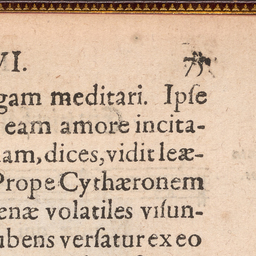 VI. 75
gam meditari. Ipſe
eam amore incita-
am, dices, vidit leæ-
Prope Cythæronem
enæ volatiles viſun-
ubens verſatur ex eo